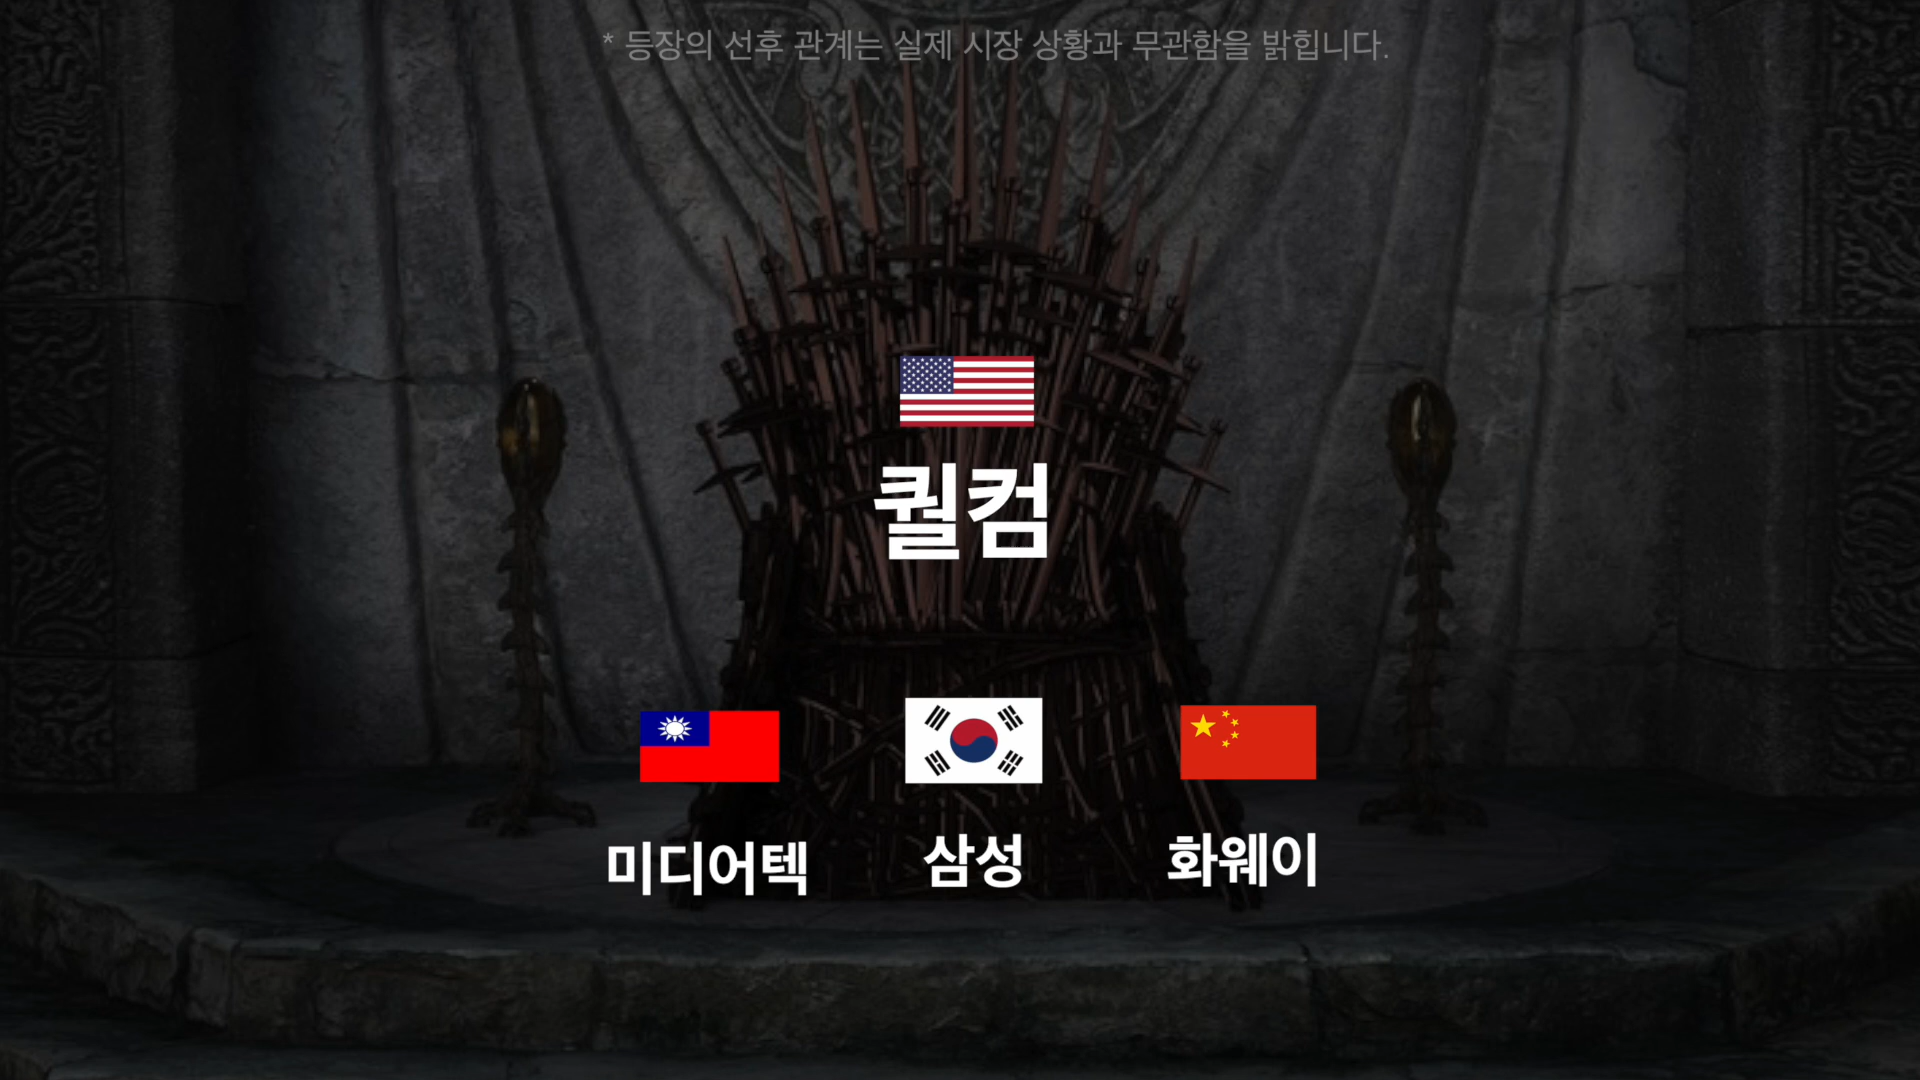 * 등장의 선후 관계는 실제 시장 상황과 무관함을 밝힙니다.
퀄컴
미디어텍
삼성
화웨이